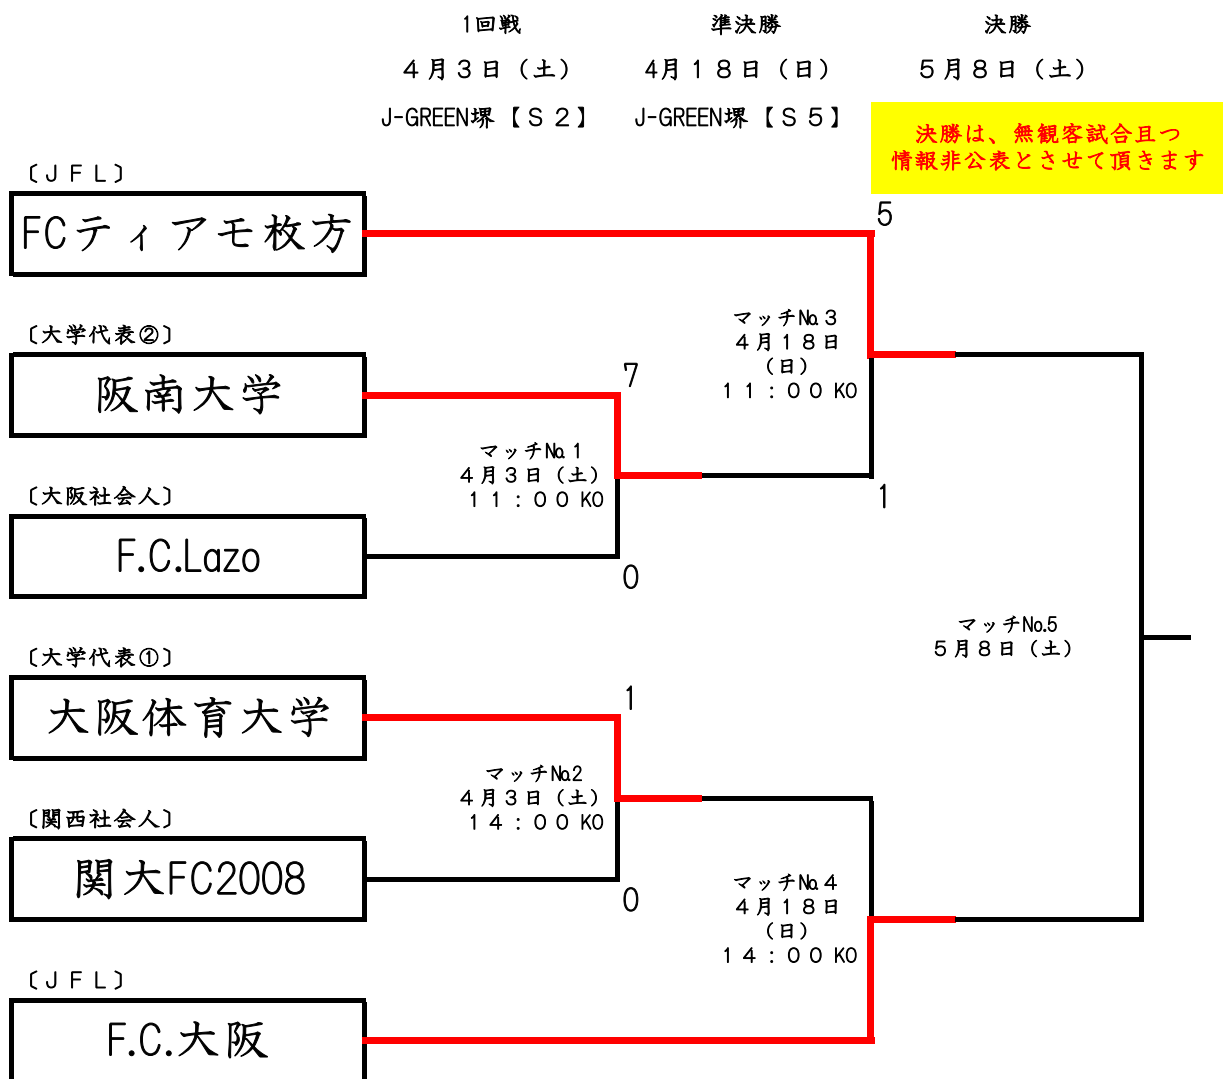 1回戦
準決勝
決勝
４月３日（土）
4月１８日（日）
５月８日（土）
J-GREEN堺【Ｓ２】
J-GREEN堺【Ｓ５】
決勝は、無観客試合且つ
情報非公表とさせて頂きます
〔ＪＦＬ〕
FCティアモ枚方
5
マッチ№３
４月１８日
（日）
１１：００KO
〔大学代表②〕
阪南大学
7
マッチ№１
４月３日（土）
１１：００KO
1
〔大阪社会人〕
F.C.Lazo
0
マッチNo.5
５月８日（土）
〔大学代表①〕
大阪体育大学
1
マッチ№2
４月３日（土）
１４：００KO
〔関西社会人〕
関大FC2008
0
マッチ№４
４月１８日
（日）
１４：００KO
〔ＪＦＬ〕
F.C.大阪